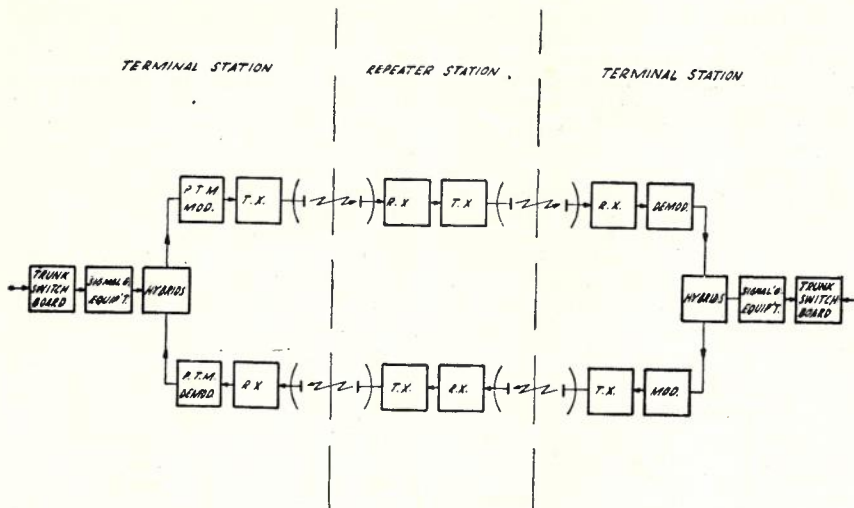 TERMINAL STATION
REPEATER STATION.
TERMINAL STATION
P.T.M
MOD.
T.X.
R.X
T.X
R.X.
DEMOD.
TRUNK
SWITCH
BOARD
SIGNAL'G.
EQUIP'T.
HYBRIDS
HYBRIDS
SIGNAL'G.
EQUIP'T.
TRUNK
SWITCH
BOARD
P.T.M.
DEMOD
R X
T.X.
R.X.
T.X.
MOD.